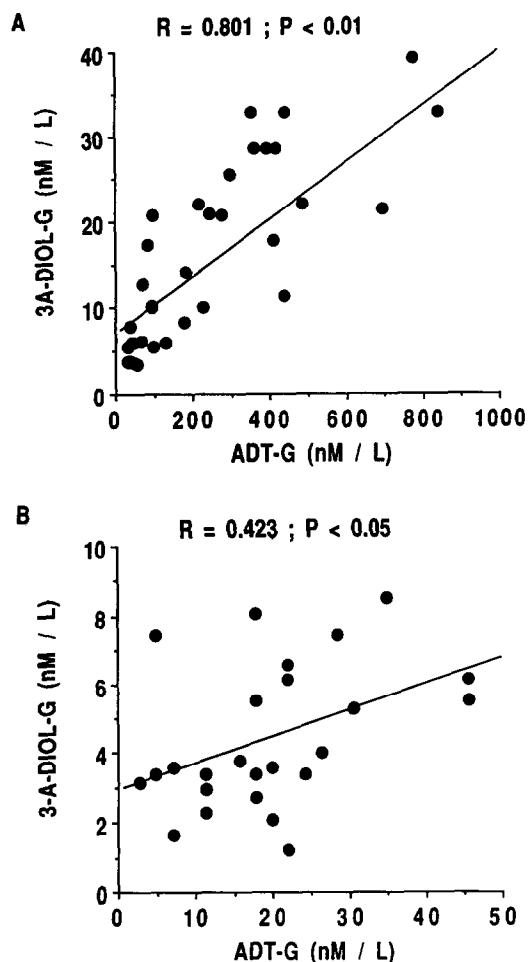 A
R = 0.801 ; P < 0.01
40
30
20
10
0
3A-DIOL-G (nM / L)
0 200 400 600 800 1000
ADT-G (nM / L)
B
R = 0.423 ; P < 0.05
10
8
6
4
2
0
3-A-DIOL-G (nM / L)
0 10 20 30 40 50
ADT-G (nM / L)